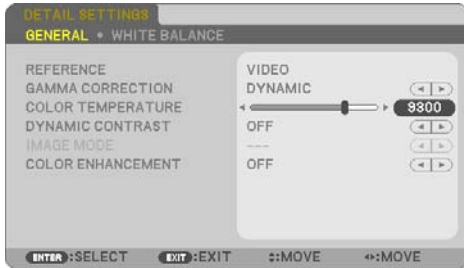 DETAIL SETTINGS
GENERAL • WHITE BALANCE
REFERENCE VIDEO
GAMMA CORRECTION DYNAMIC
COLOR TEMPERATURE 9300
DYNAMIC CONTRAST OFF
IMAGE MODE ---
COLOR ENHANCEMENT OFF
ENTER :SELECT EXIT :EXIT :MOVE :MOVE